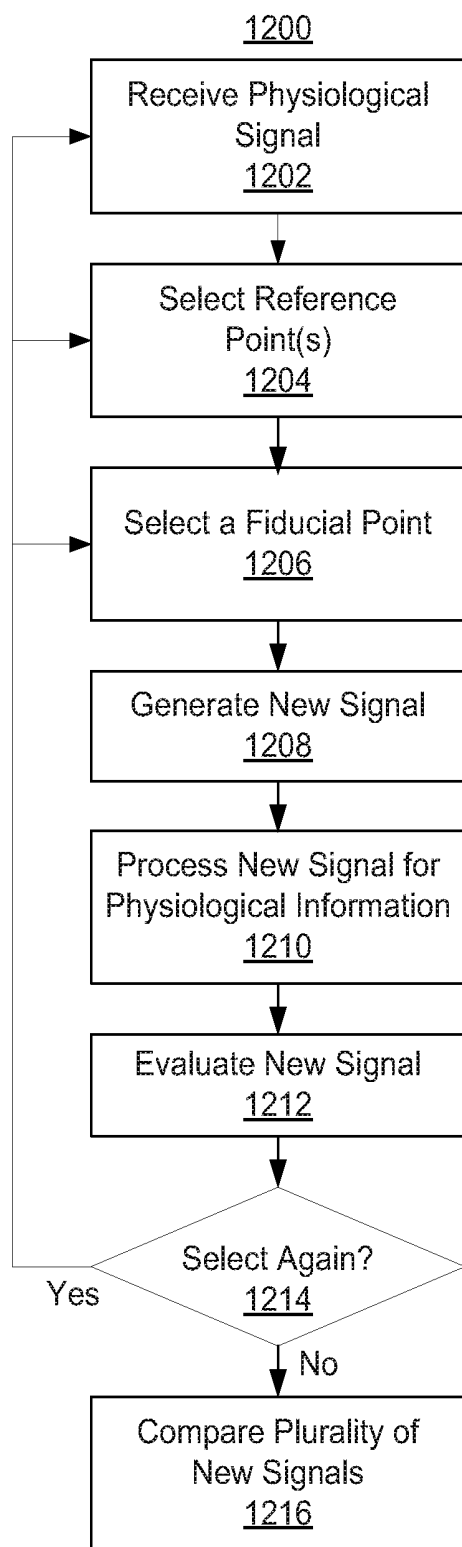 1200
Receive Physiological
Signal
1202
Select Reference
Point(s)
1204
Select a Fiducial Point
1206
Generate New Signal
1208
Process New Signal for
Physiological Information
1210
Evaluate New Signal
1212
Select Again?
1214
Yes
No
Compare Plurality of
New Signals
1216